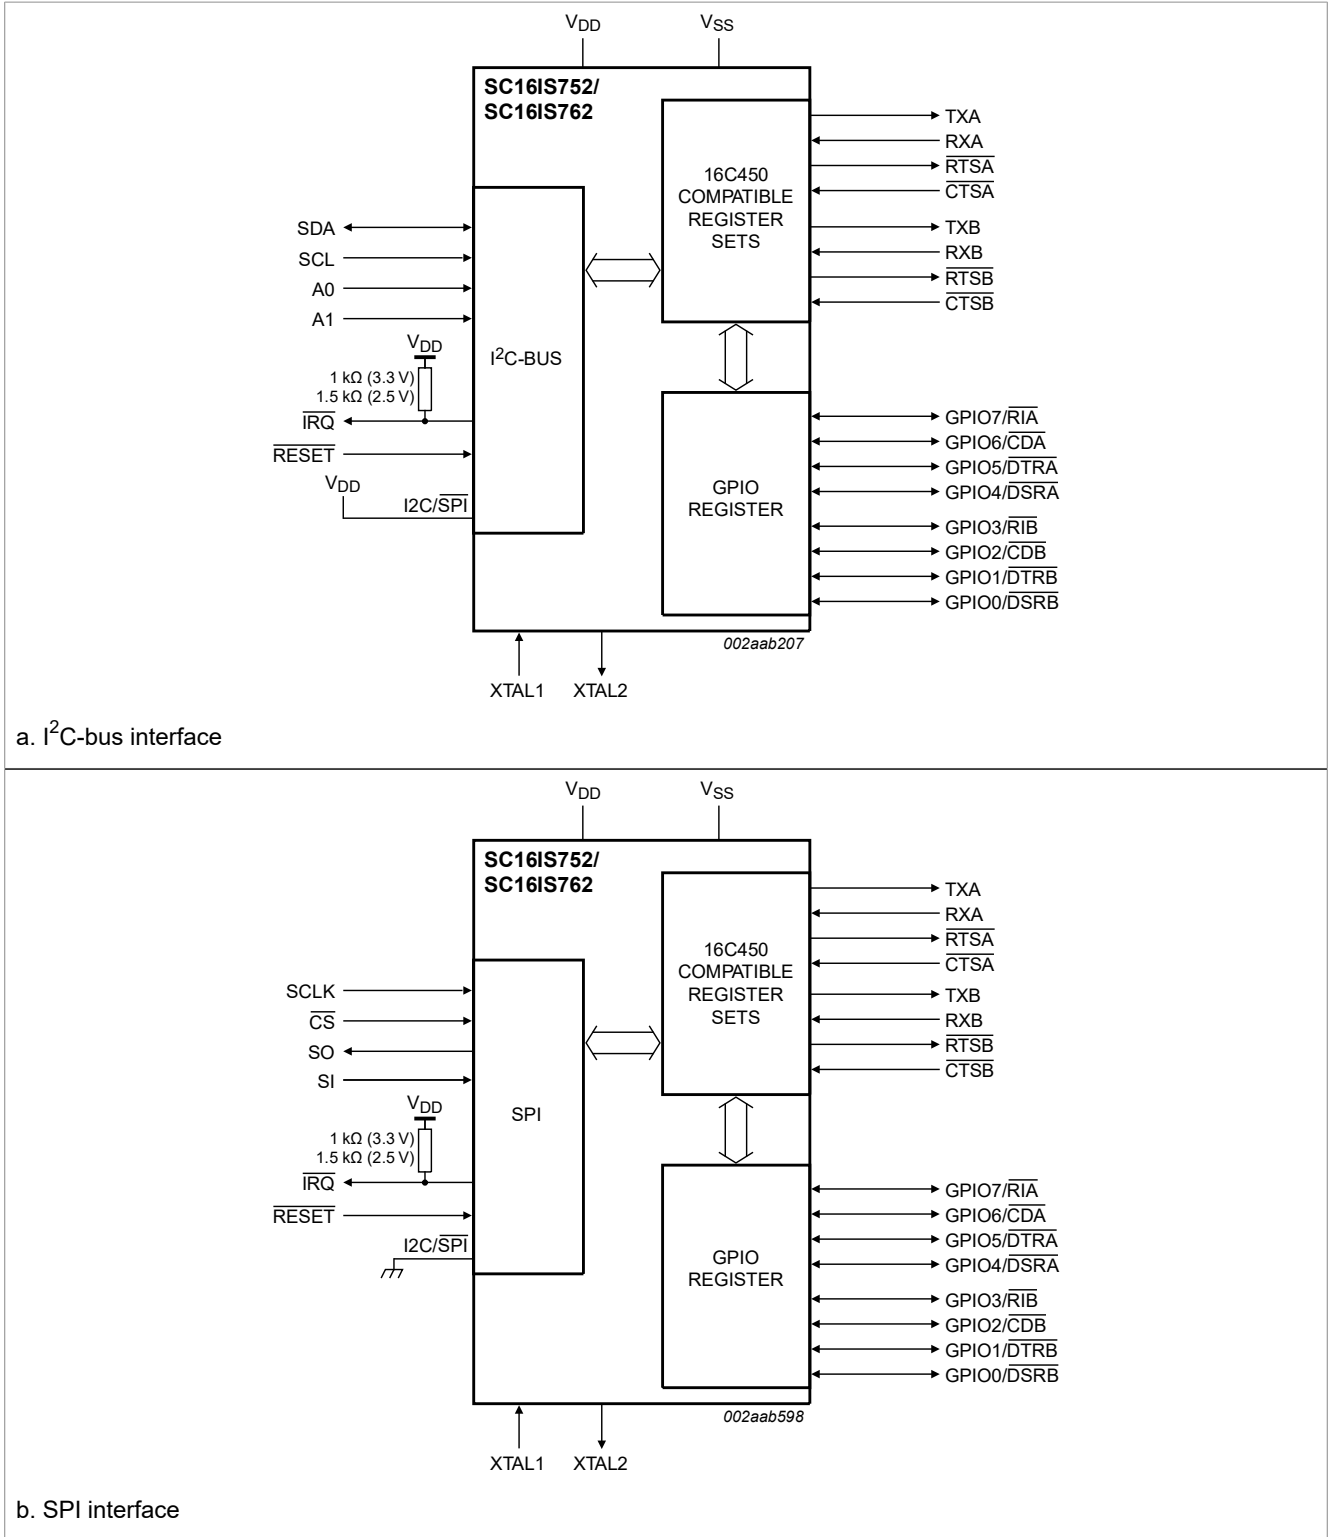 VDD VSS
SC16IS752/
SC16IS762
16C450
COMPATIBLE
REGISTER
SETS
TXA
RXA
RTSA
CTSA
TXB
RXB
RTSB
CTSB
SDA
SCL
A0
A1
VDD
1 kΩ (3.3 V)
1.5 kΩ (2.5 V)
IRQ
RESET
VDD
I2C/SPI
I²C-BUS
GPIO
REGISTER
GPIO7/RIA
GPIO6/CDA
GPIO5/DTRA
GPIO4/DSRA
GPIO3/RIB
GPIO2/CDB
GPIO1/DTRB
GPIO0/DSRB
002aab207
XTAL1 XTAL2
a. I²C-bus interface
VDD VSS
SC16IS752/
SC16IS762
16C450
COMPATIBLE
REGISTER
SETS
TXA
RXA
RTSA
CTSA
TXB
RXB
RTSB
CTSB
SCLK
CS
SO
SI
VDD
1 kΩ (3.3 V)
1.5 kΩ (2.5 V)
IRQ
RESET
I2C/SPI
SPI
GPIO
REGISTER
GPIO7/RIA
GPIO6/CDA
GPIO5/DTRA
GPIO4/DSRA
GPIO3/RIB
GPIO2/CDB
GPIO1/DTRB
GPIO0/DSRB
002aab598
XTAL1 XTAL2
b. SPI interface